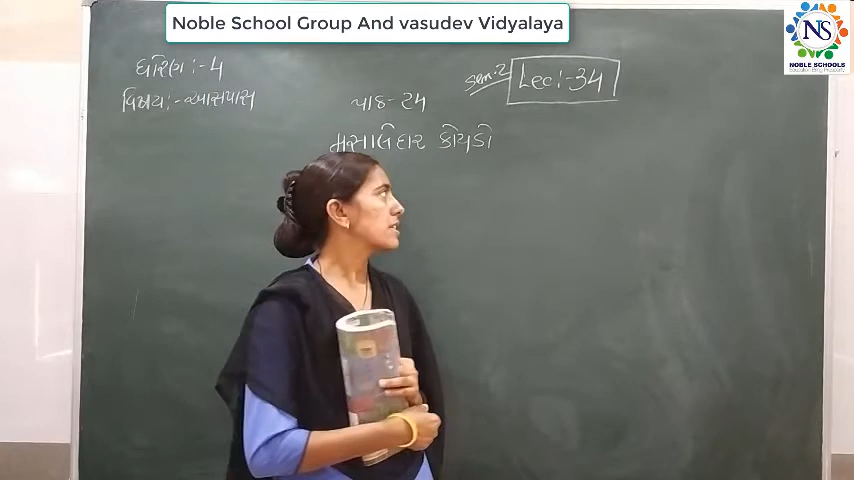 Noble School Group And vasudev Vidyalaya
NS
NOBLE SCHOOLS
ધોરણ :- 4
વિષય :- આસપાસ
પાઠ - 24
sem-2
Lec :- 34
મસાલેદાર કોયડો